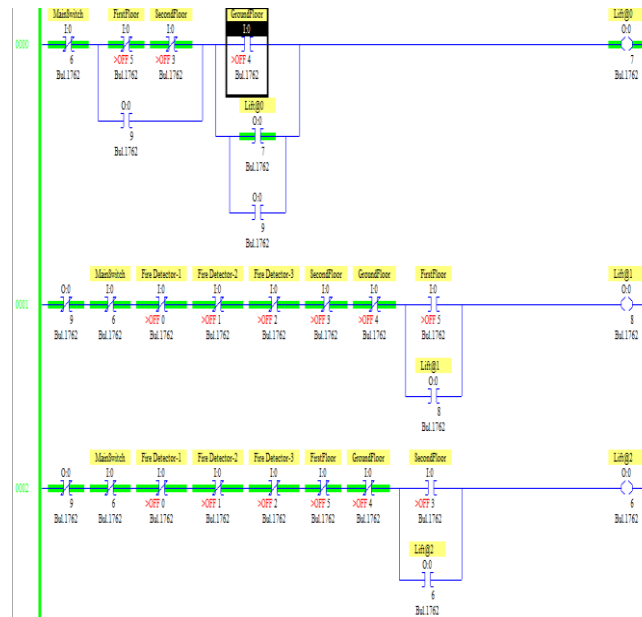 MainSwitch FirstFloor SecondFloor GroundFloor Lift@0
I:0 I:0 I:0 I:0 O:0
0000
6 >OFF 5 >OFF 3 >OFF 4 7
Bul.1762 Bul.1762 Bul.1762 Bul.1762 Bul.1762
O:0 Lift@0
9 O:0
Bul.1762 7
Bul.1762
O:0
9
Bul.1762
MainSwitch Fire Detector-1 Fire Detector-2 Fire Detector-3 SecondFloor GroundFloor FirstFloor Lift@1
O:0 I:0 I:0 I:0 I:0 I:0 I:0 I:0 O:0
0001
9 6 >OFF 0 >OFF 1 >OFF 2 >OFF 3 >OFF 4 >OFF 5 8
Bul.1762 Bul.1762 Bul.1762 Bul.1762 Bul.1762 Bul.1762 Bul.1762 Bul.1762 Bul.1762
Lift@1
O:0
8
Bul.1762
MainSwitch Fire Detector-1 Fire Detector-2 Fire Detector-3 FirstFloor GroundFloor SecondFloor Lift@2
O:0 I:0 I:0 I:0 I:0 I:0 I:0 I:0 O:0
0002
9 6 >OFF 0 >OFF 1 >OFF 2 >OFF 5 >OFF 4 >OFF 3 6
Bul.1762 Bul.1762 Bul.1762 Bul.1762 Bul.1762 Bul.1762 Bul.1762 Bul.1762 Bul.1762
Lift@2
O:0
6
Bul.1762